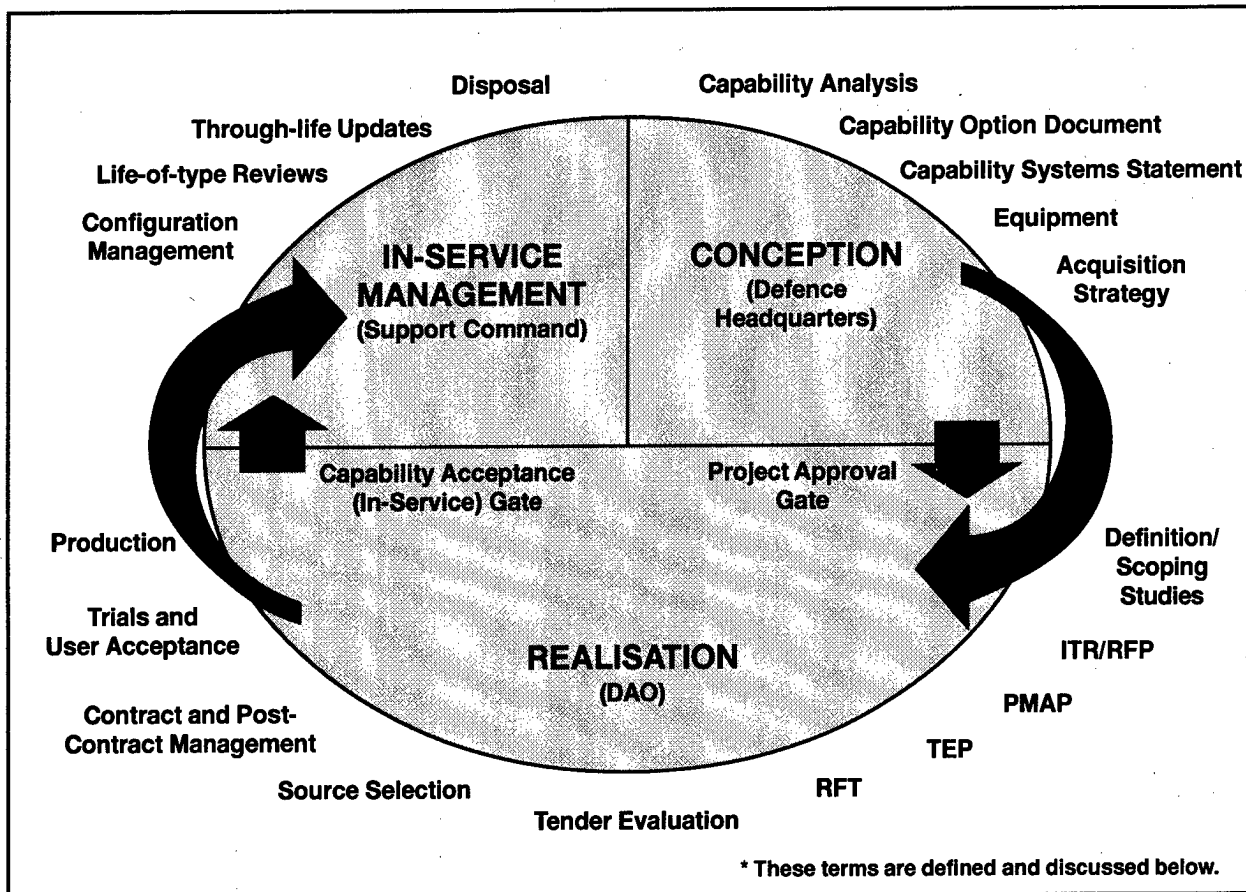 Disposal
Capability Analysis
Through-life Updates
Capability Option Document
Life-of-type Reviews
Capability Systems Statement
Configuration
Management
Equipment
Acquisition
Strategy
IN-SERVICE
MANAGEMENT
(Support Command)
CONCEPTION
(Defence
Headquarters)
Capability Acceptance
(In-Service) Gate
Project Approval
Gate
Production
Definition/
Scoping
Studies
Trials and
User Acceptance
REALISATION
(DAO)
ITR/RFP
PMAP
Contract and Post-
Contract Management
TEP
Source Selection
RFT
Tender Evaluation
* These terms are defined and discussed below.